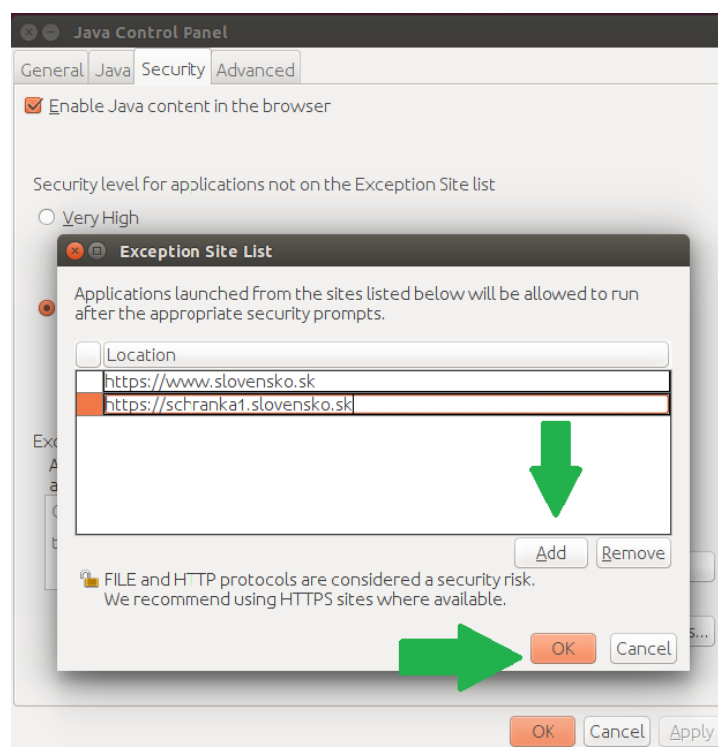 Java Control Panel
General Java Security Advanced
Enable Java content in the browser
Security level for applications not on the Exception Site list
Very High
Exception Site List
Applications launched from the sites listed below will be allowed to run
after the appropriate security prompts.
Location
https://www.slovensko.sk
https://schranka1.slovensko.sk
Add Remove
FILE and HTTP protocols are considered a security risk.
We recommend using HTTPS sites where available.
OK Cancel
OK Cancel Apply